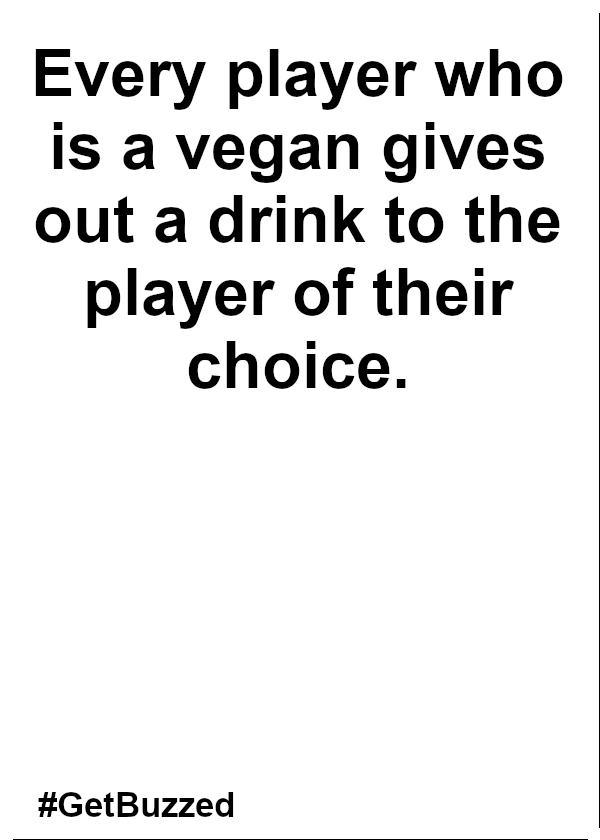 Every player who
is a vegan gives
out a drink to the
player of their
choice.
#GetBuzzed